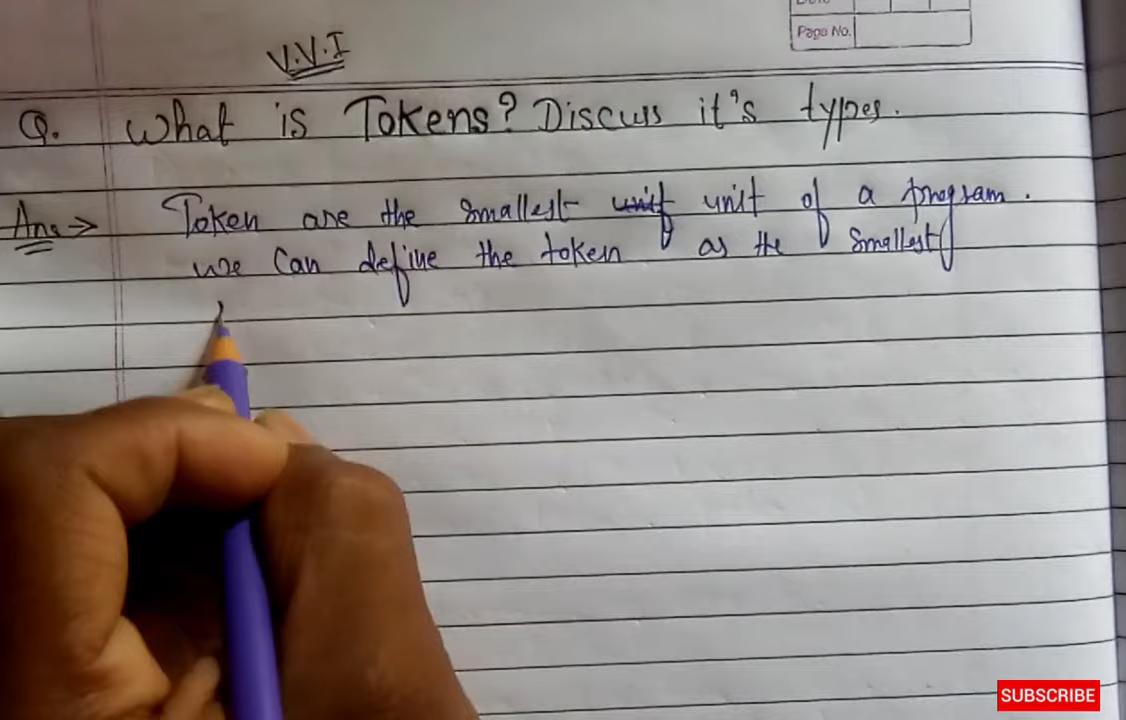 Page No.
V.V.I
Q. What is Tokens? Discuss it's types.
Ans → Token are the smallest unit unit of a program.
we can define the token as the smallest
SUBSCRIBE